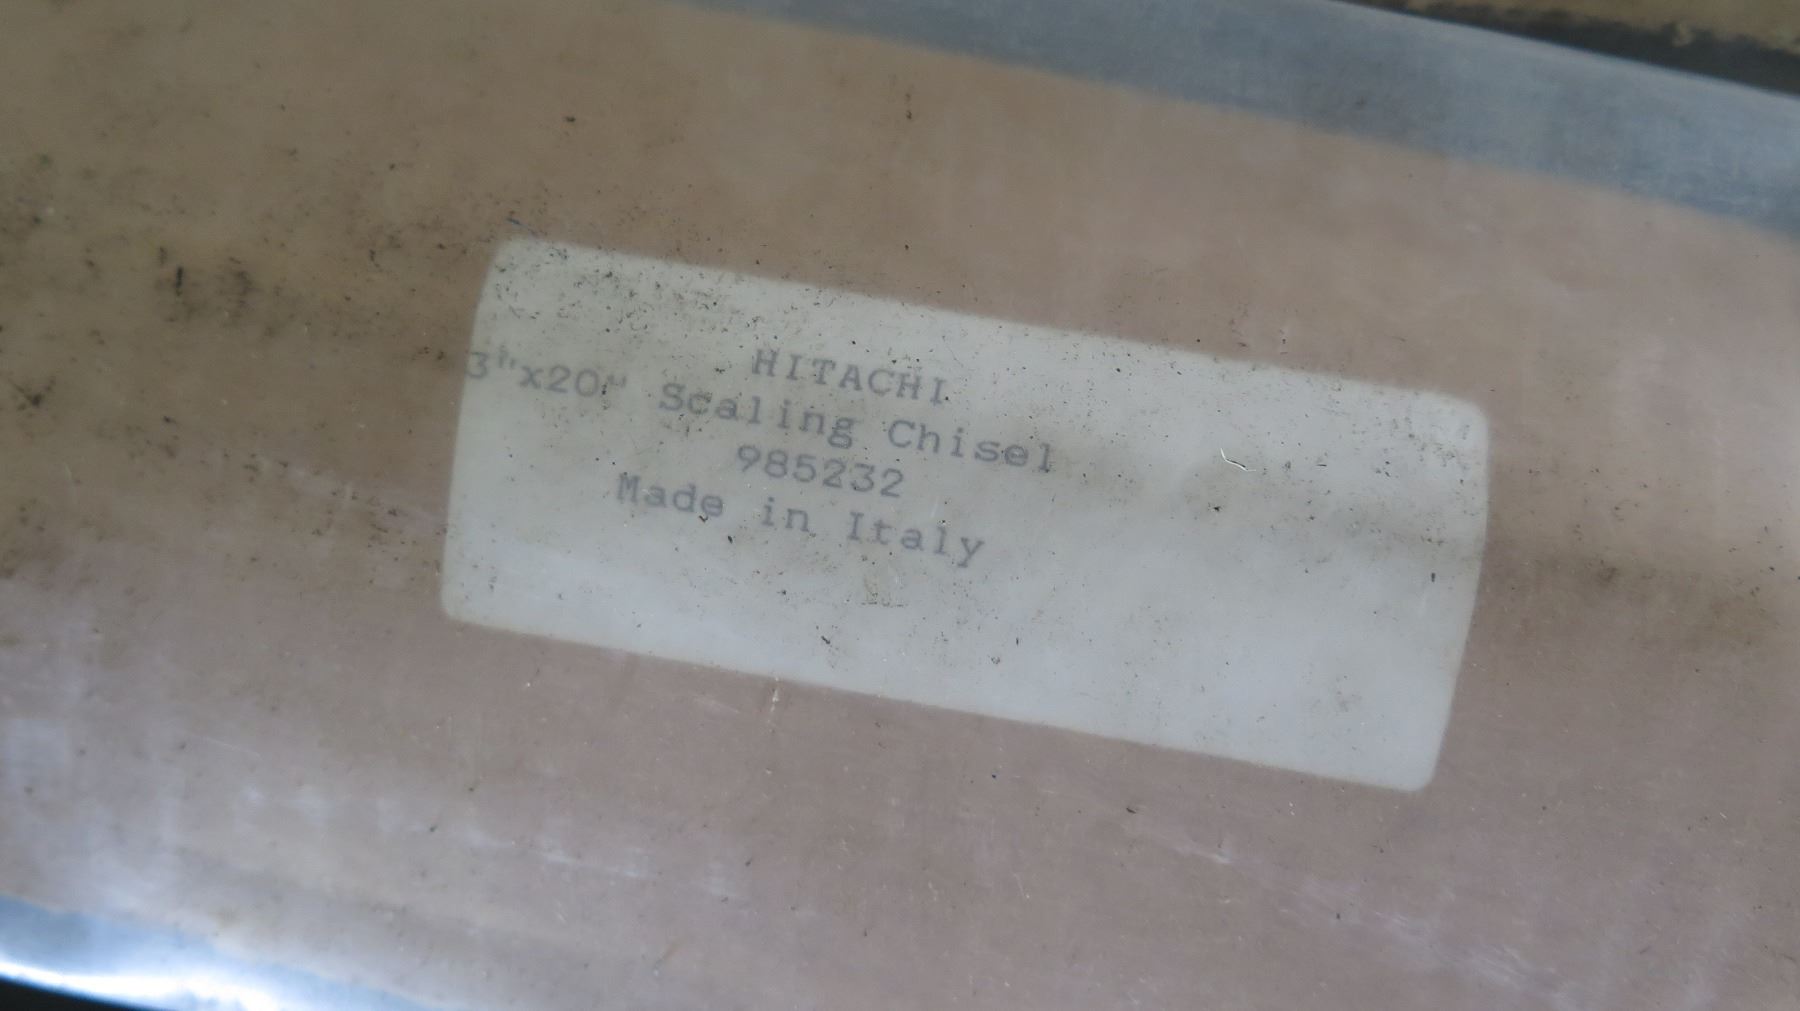 HITACHI
3"x20" Scaling Chisel
985232
Made in Italy